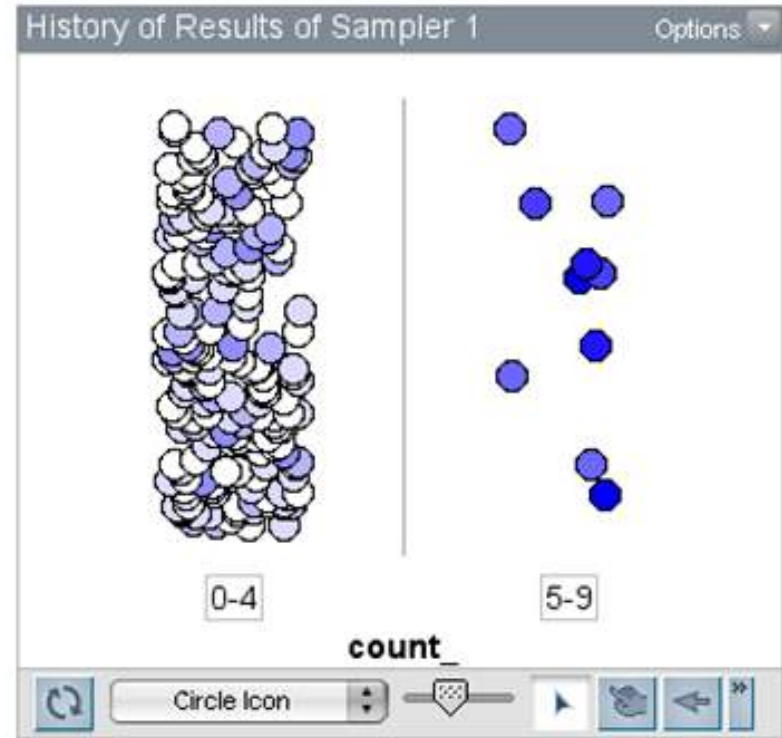 History of Results of Sampler 1 Options
0-4 5-9
count_
Circle Icon »